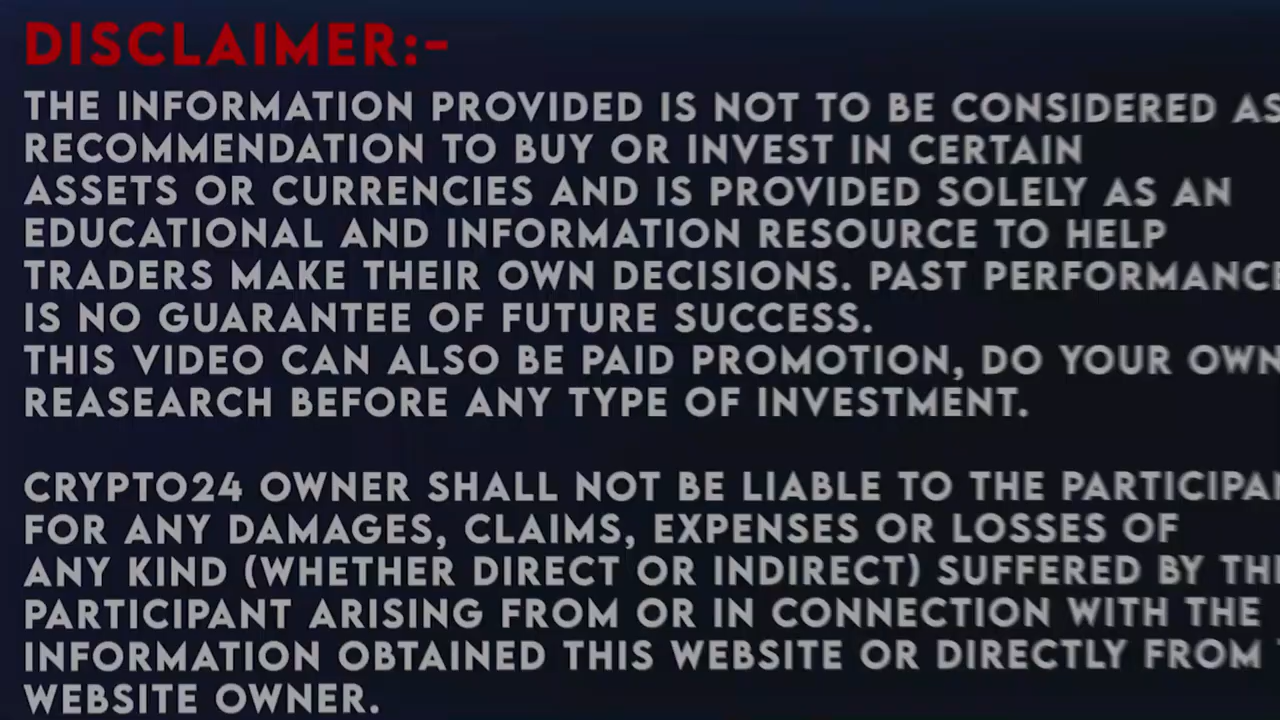 DISCLAIMER:-
THE INFORMATION PROVIDED IS NOT TO BE CONSIDERED AS
RECOMMENDATION TO BUY OR INVEST IN CERTAIN
ASSETS OR CURRENCIES AND IS PROVIDED SOLELY AS AN
EDUCATIONAL AND INFORMATION RESOURCE TO HELP
TRADERS MAKE THEIR OWN DECISIONS. PAST PERFORMANCE
IS NO GUARANTEE OF FUTURE SUCCESS.
THIS VIDEO CAN ALSO BE PAID PROMOTION, DO YOUR OWN
REASEARCH BEFORE ANY TYPE OF INVESTMENT.
CRYPTO24 OWNER SHALL NOT BE LIABLE TO THE
FOR ANY DAMAGES, CLAIMS, EXPENSES OR LOSSES OF
ANY KIND (WHETHER DIRECT OR INDIRECT) SUFFERED BY THE
PARTICIPANT ARISING FROM OR IN CONNECTION WITH THE
INFORMATION OBTAINED THIS WEBSITE OR DIRECTLY FROM
WEBSITE OWNER.